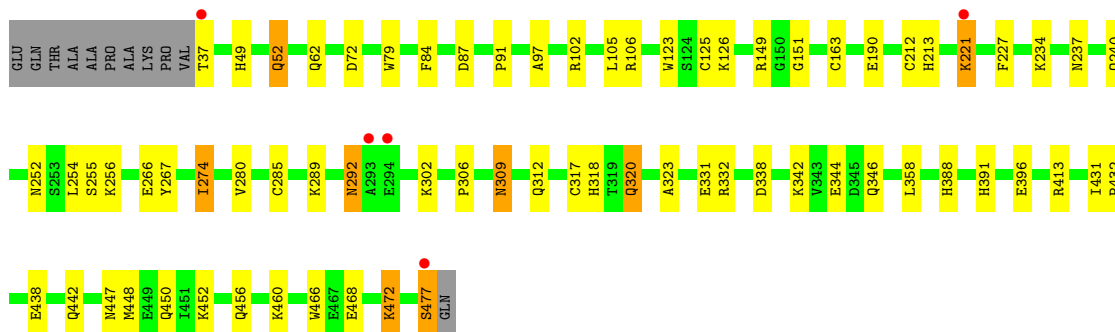 GLU GLN THR ALA ALA PRO PRO ALA LYS PRO VAL T37 H49 Q52 Q62 D72 W79 F84 D87 P91 A97 R102 L105 R106 W123 S124 C125 K126 R149 G150 G151 C163 E190 C212 H213 K221 F227 K234 N237
N252 S253 L254 S255 K256 E266 Y267 I274 V280 C285 K289 N292 A293 E294 K302 P306 N309 Q312 C317 H318 T319 Q320 A323 E331 R332 D338 K342 V343 E344 D345 Q346 L358 H388 H391 E396 R413 I431
E438 Q442 N447 M448 E449 Q450 I451 K452 Q456 K460 W466 E467 E468 K472 S477 GLN